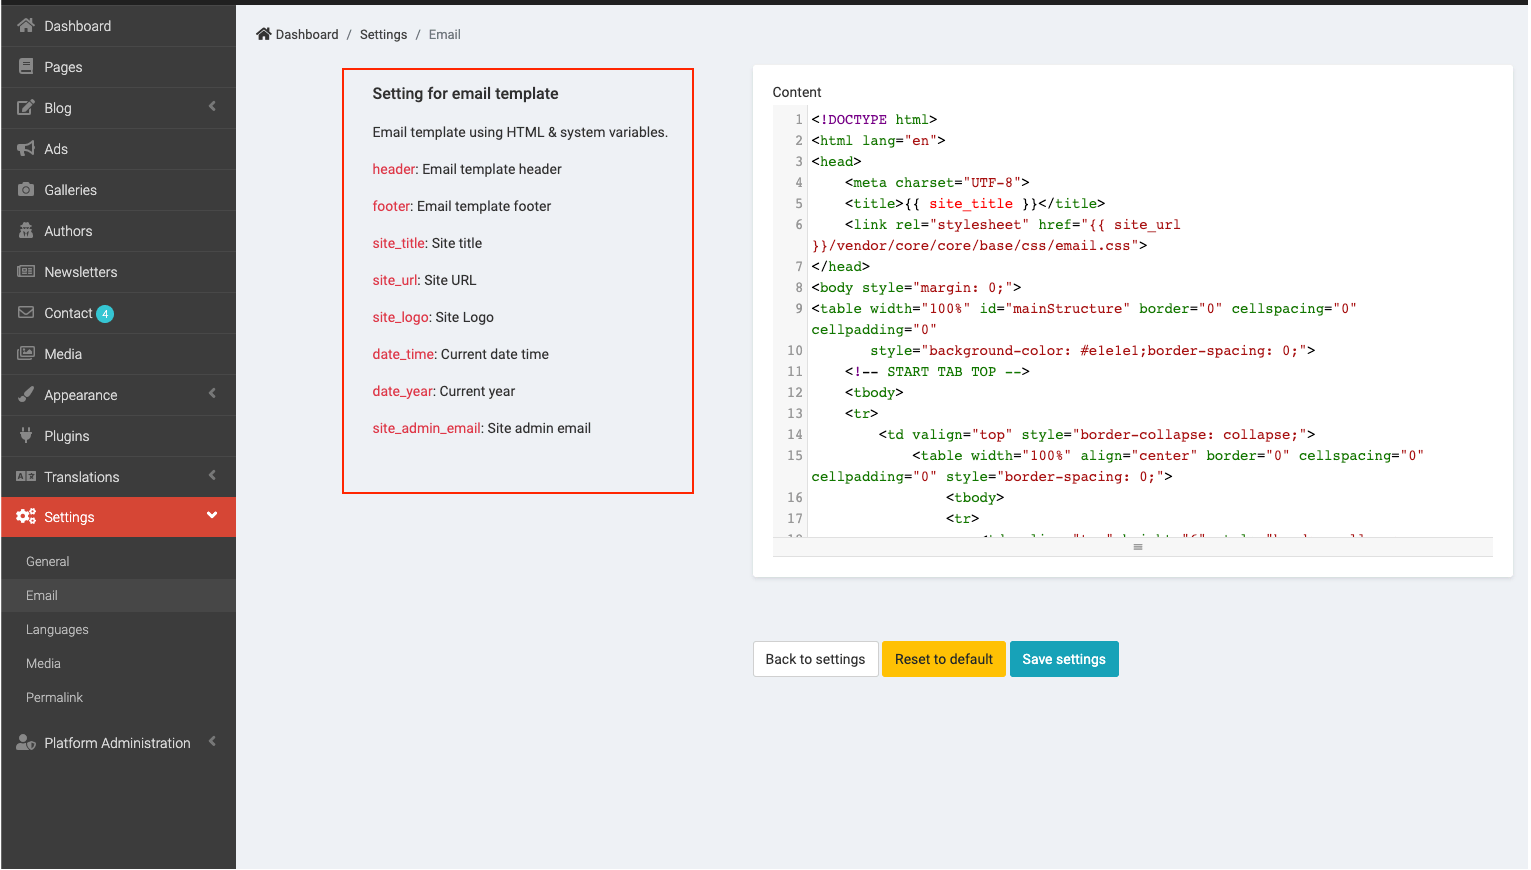 Dashboard
Pages
Blog
Ads
Galleries
Authors
Newsletters
Contact 4
Media
Appearance
Plugins
Translations
Settings
General
Email
Languages
Media
Permalink
Platform Administration
Dashboard / Settings / Email
Setting for email template
Email template using HTML & system variables.
header: Email template header
footer: Email template footer
site_title: Site title
site_url: Site URL
site_logo: Site Logo
date_time: Current date time
date_year: Current year
site_admin_email: Site admin email
Content
1 <!DOCTYPE html>
2 <html lang="en">
3 <head>
4 <meta charset="UTF-8">
5 <title>{{ site_title }}</title>
6 <link rel="stylesheet" href="{{ site_url
}}/vendor/core/core/base/css/email.css">
7 </head>
8 <body style="margin: 0;">
9 <table width="100%" id="mainStructure" border="0" cellspacing="0"
cellpadding="0"
10 style="background-color: #e1e1e1;border-spacing: 0;">
11 <!-- START TAB TOP -->
12 <tbody>
13 <tr>
14 <td valign="top" style="border-collapse: collapse;">
15 <table width="100%" align="center" border="0" cellspacing="0"
cellpadding="0" style="border-spacing: 0;">
16 <tbody>
17 <tr>
Back to settings
Reset to default
Save settings